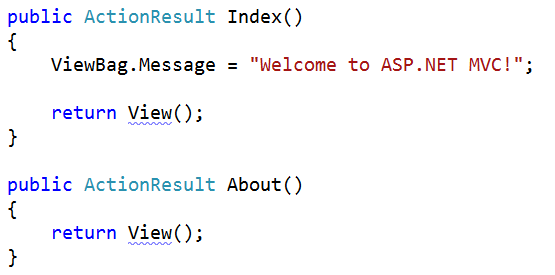 public ActionResult Index()
{
    ViewBag.Message = "Welcome to ASP.NET MVC!";
    return View();
}
public ActionResult About()
{
    return View();
}